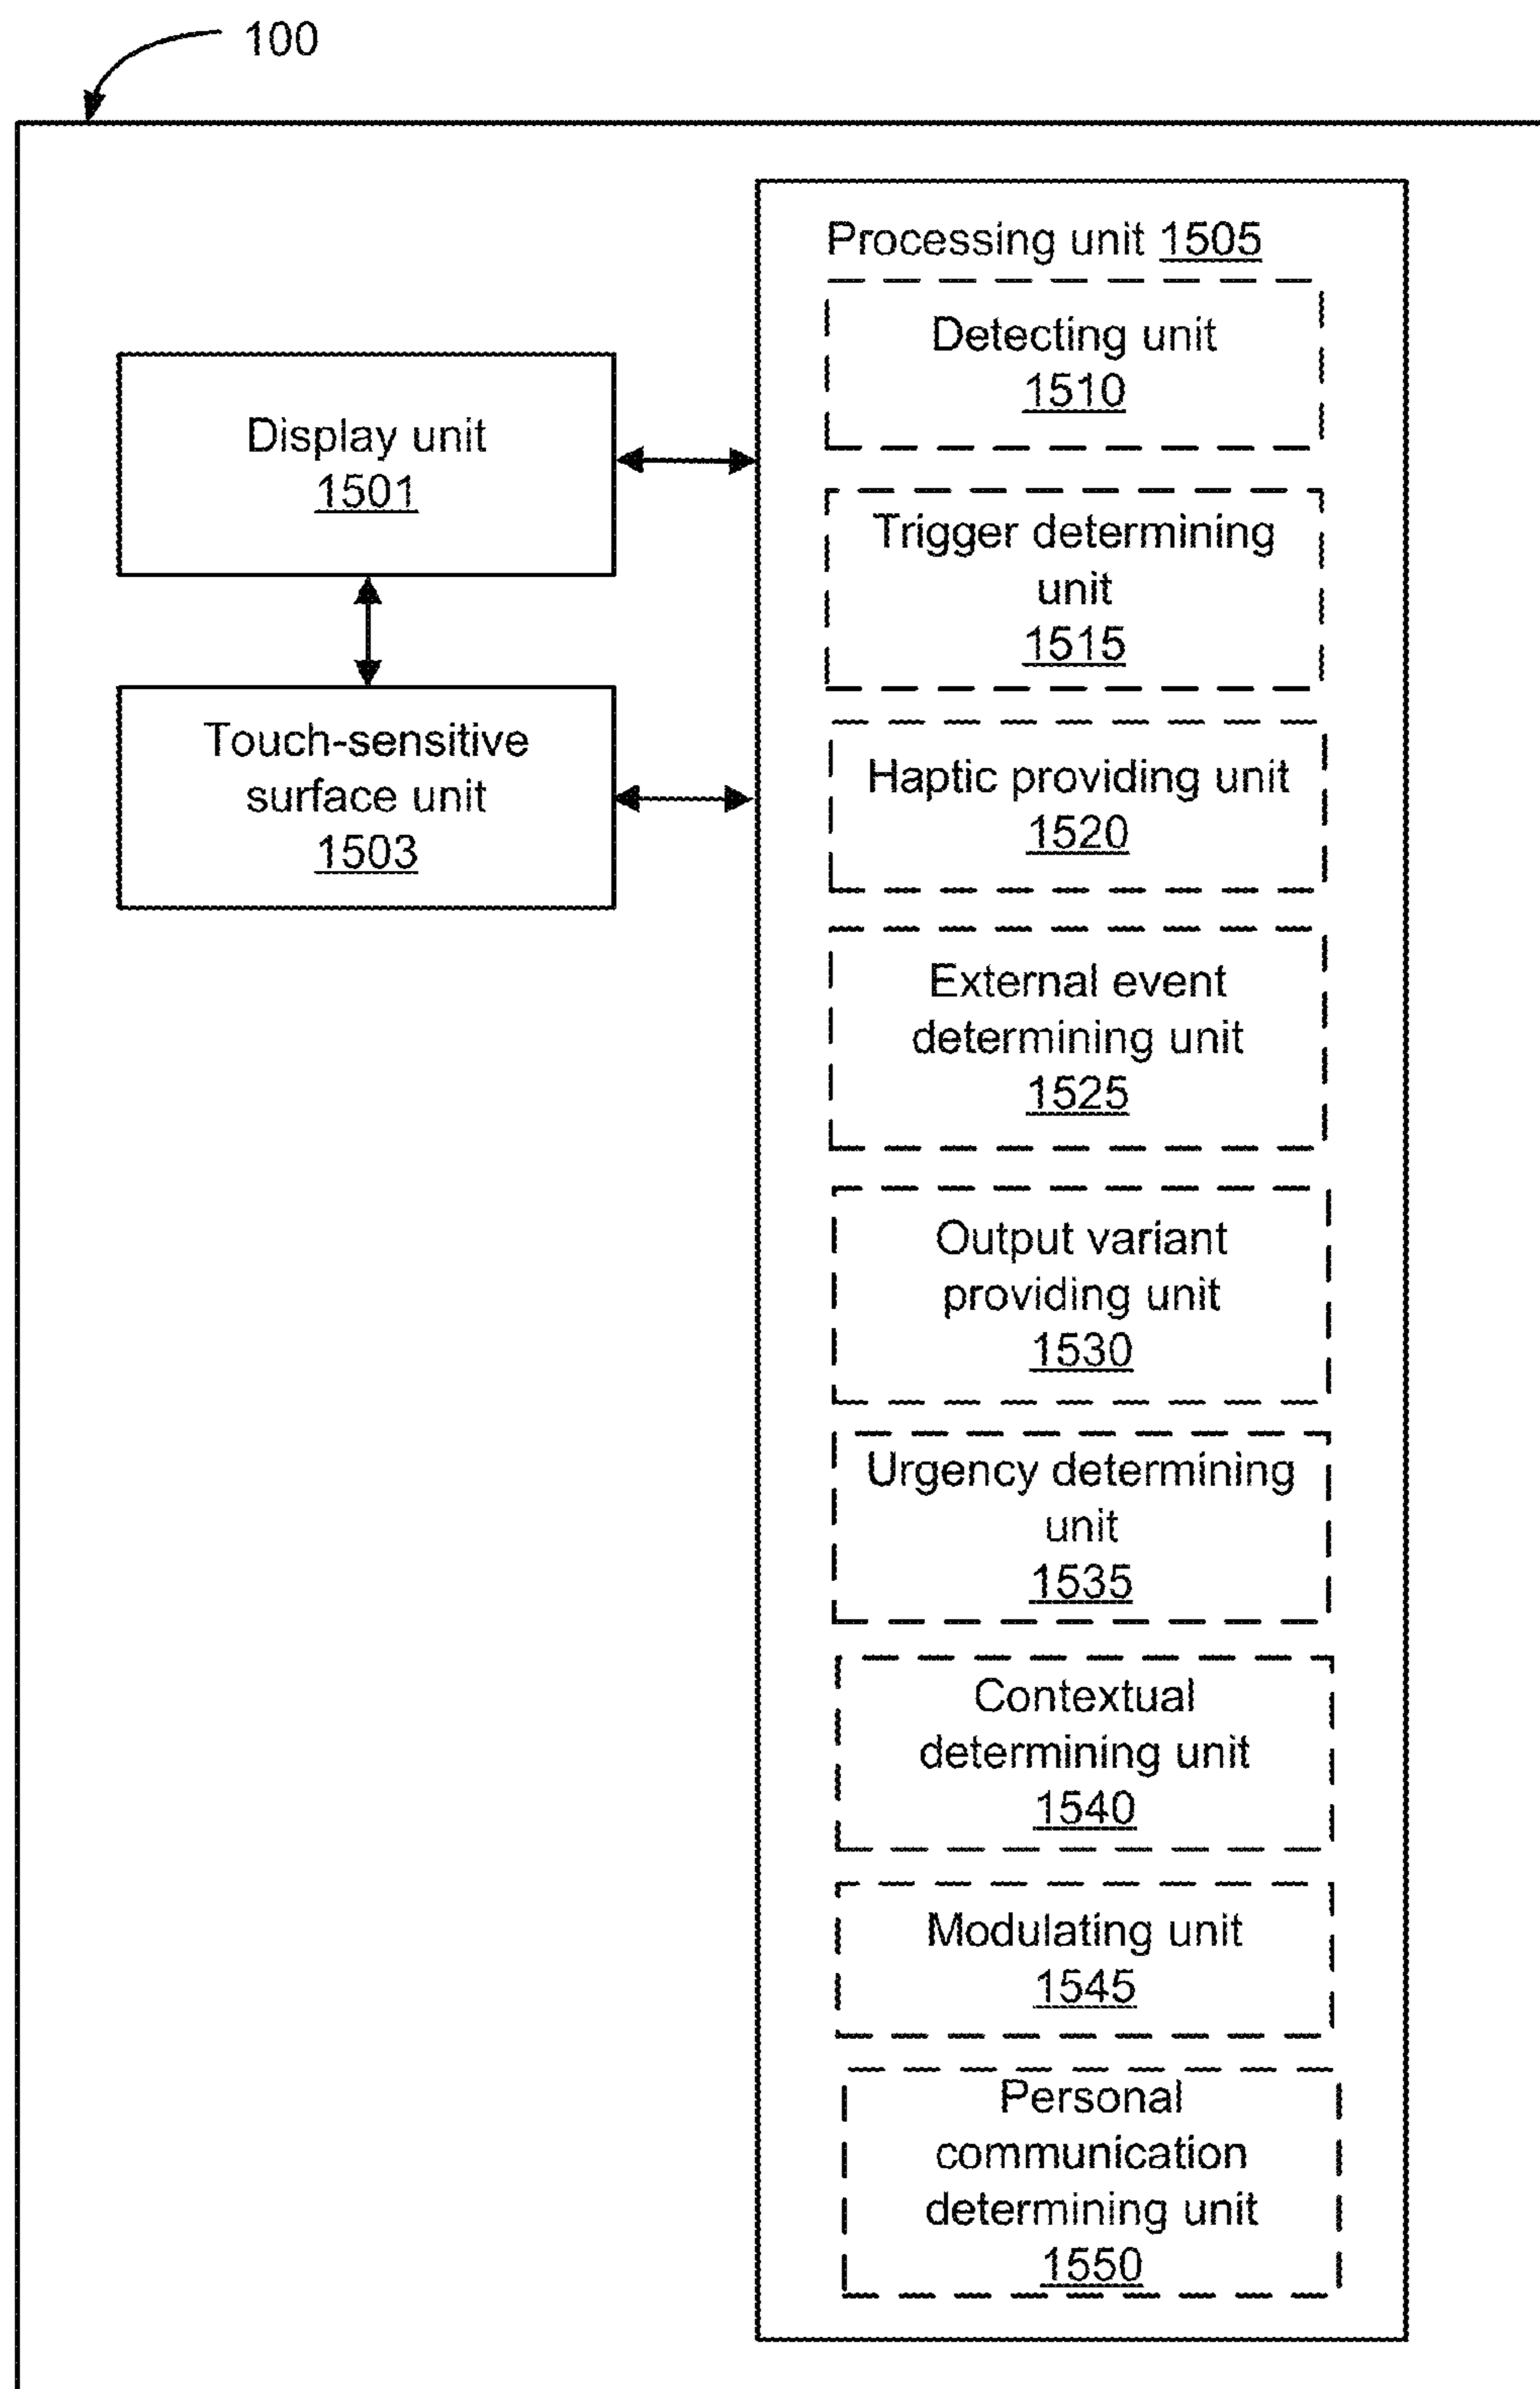 100
Display unit
1501
Touch-sensitive
surface unit
1503
Processing unit 1505
Detecting unit
1510
Trigger determining
unit
1515
Haptic providing unit
1520
External event
determining unit
1525
Output variant
providing unit
1530
Urgency determining
unit
1535
Contextual
determining unit
1540
Modulating unit
1545
Personal
communication
determining unit
1550